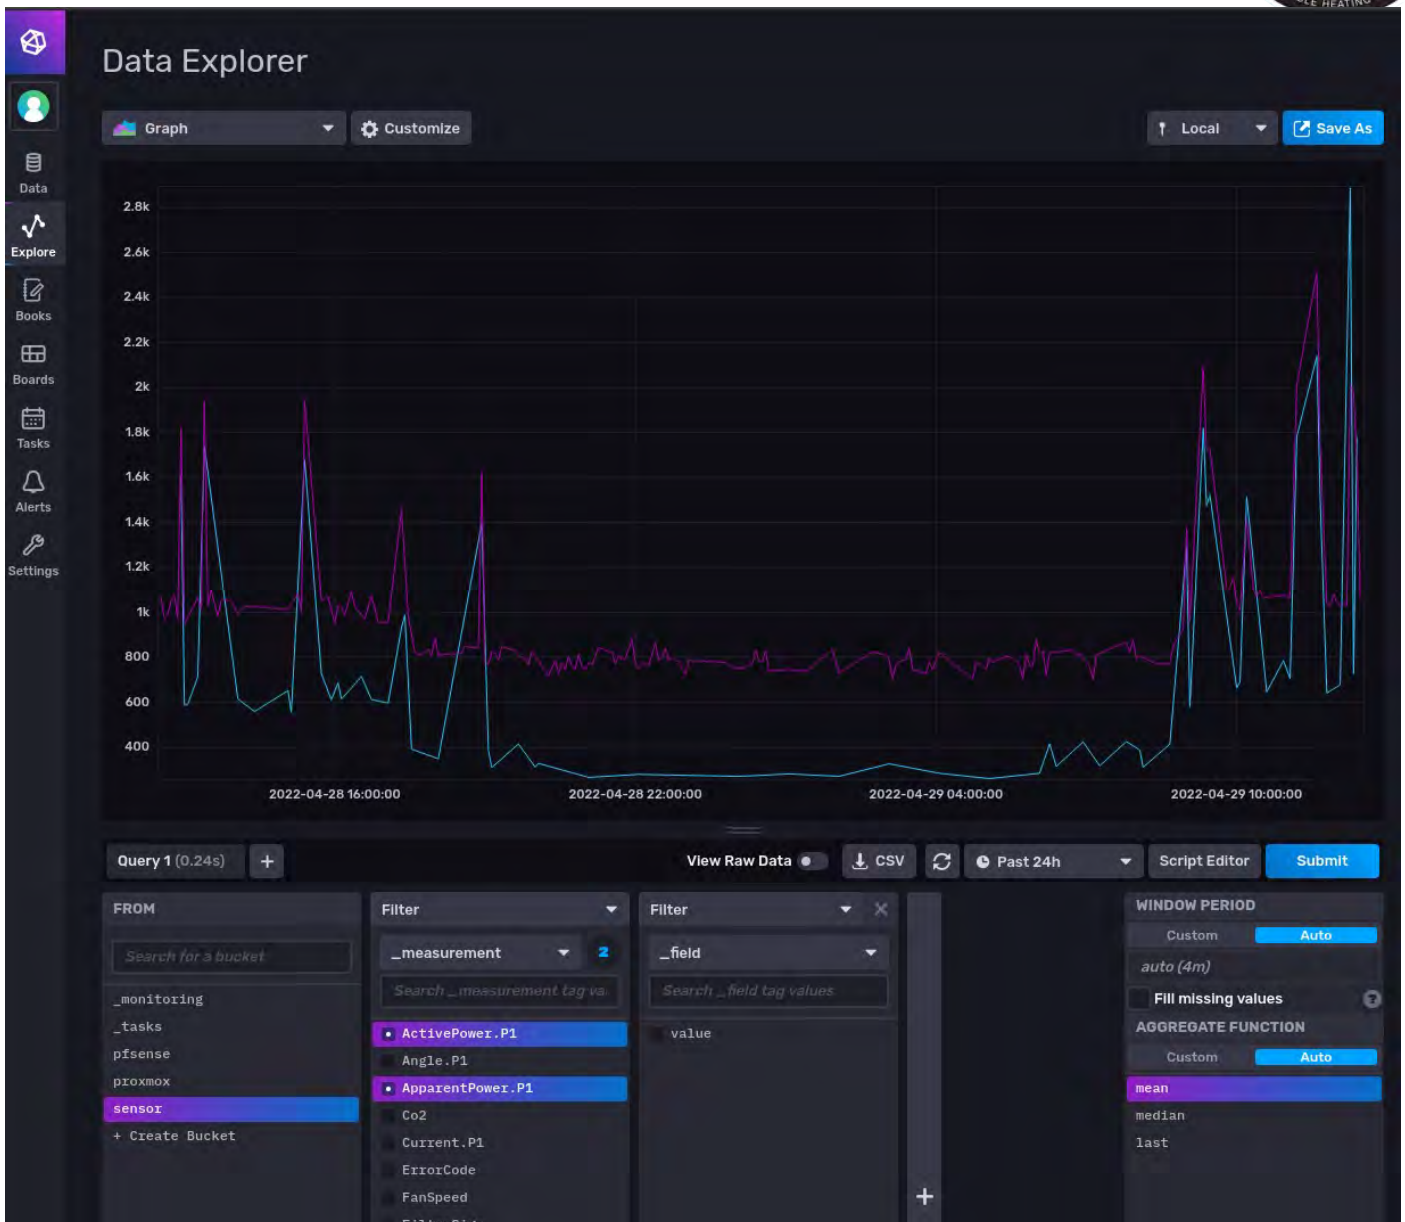 LE HEATING
Data Explorer
Graph
Customize
Local
Save As
Data
Explore
Books
Boards
Tasks
Alerts
Settings
2.8k
2.6k
2.4k
2.2k
2k
1.8k
1.6k
1.4k
1.2k
1k
800
600
400
2022-04-28 16:00:00
2022-04-28 22:00:00
2022-04-29 04:00:00
2022-04-29 10:00:00
Query 1 (0.24s)
+
View Raw Data
CSV
Past 24h
Script Editor
Submit
FROM
Search for a bucket
_monitoring
_tasks
pfsense
proxmox
sensor
+ Create Bucket
Filter
_measurement
2
Search _measurement tag va
ActivePower.P1
Angle.P1
ApparentPower.P1
Co2
Current.P1
ErrorCode
FanSpeed
Filter
_field
Search _field tag values
value
+
WINDOW PERIOD
Custom
Auto
auto (4m)
Fill missing values
?
AGGREGATE FUNCTION
Custom
Auto
mean
median
last